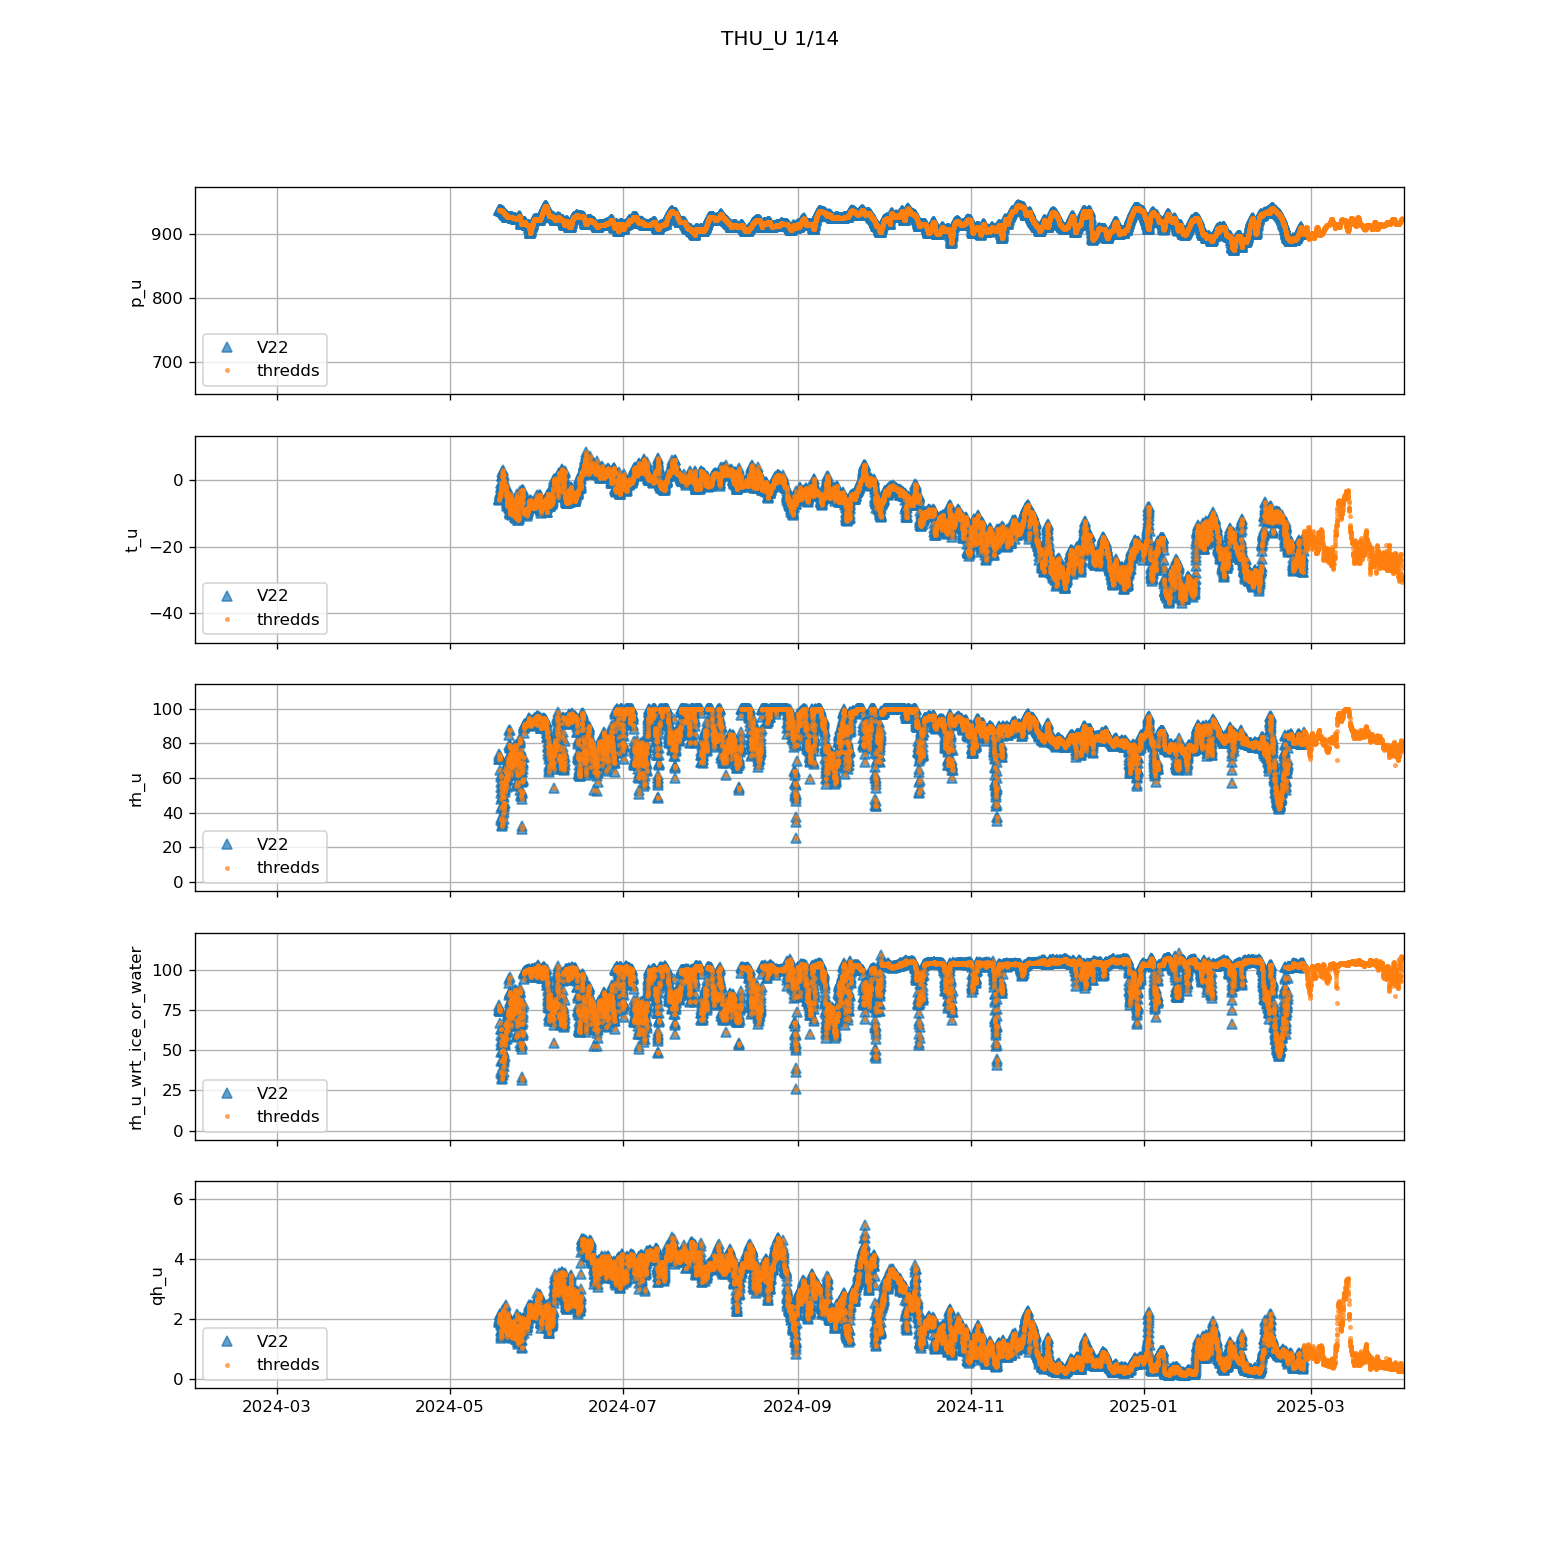 THU_U 1/14
900
800
700
p_u
V22
thredds
0
−20
−40
t_u
V22
thredds
100
80
60
40
20
0
rh_u
V22
thredds
100
75
50
25
0
rh_u_wrt_ice_or_water
V22
thredds
6
4
2
0
qh_u
V22
thredds
2024-03
2024-05
2024-07
2024-09
2024-11
2025-01
2025-03